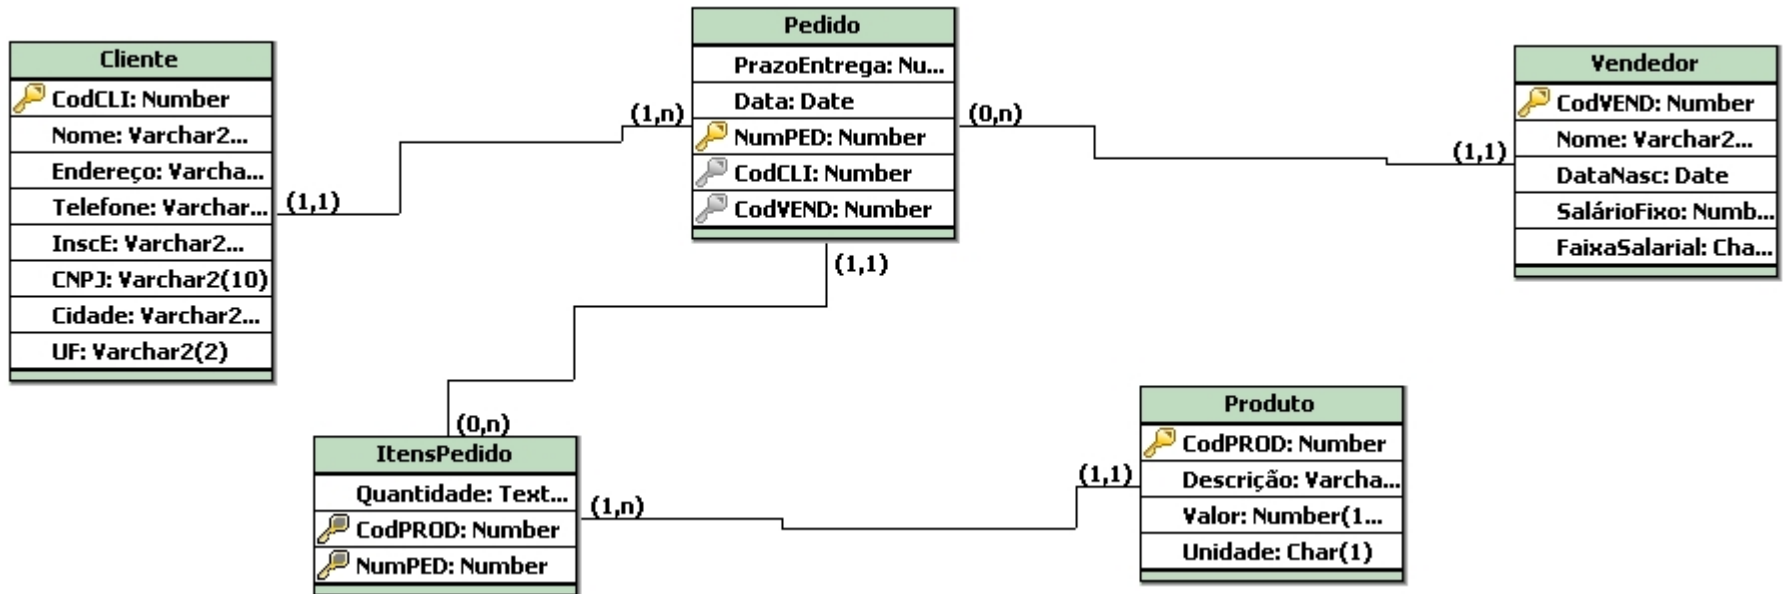 Cliente
CodCLI: Number
Nome: Varchar2...
Endereço: Varcha...
Telefone: Varchar...
InscE: Varchar2...
CNPJ: Varchar2(10)
Cidade: Varchar2...
UF: Varchar2(2)
(1,1)
(1,n)
Pedido
PrazoEntrega: Nu...
Data: Date
NumPED: Number
CodCLI: Number
CodVEND: Number
(0,n)
(1,1)
Vendedor
CodVEND: Number
Nome: Varchar2...
DataNasc: Date
SalárioFixo: Numb...
FaixaSalarial: Cha...
(1,1)
(0,n)
ItensPedido
Quantidade: Text...
CodPROD: Number
NumPED: Number
(1,n)
(1,1)
Produto
CodPROD: Number
Descrição: Varcha...
Valor: Number(1...
Unidade: Char(1)